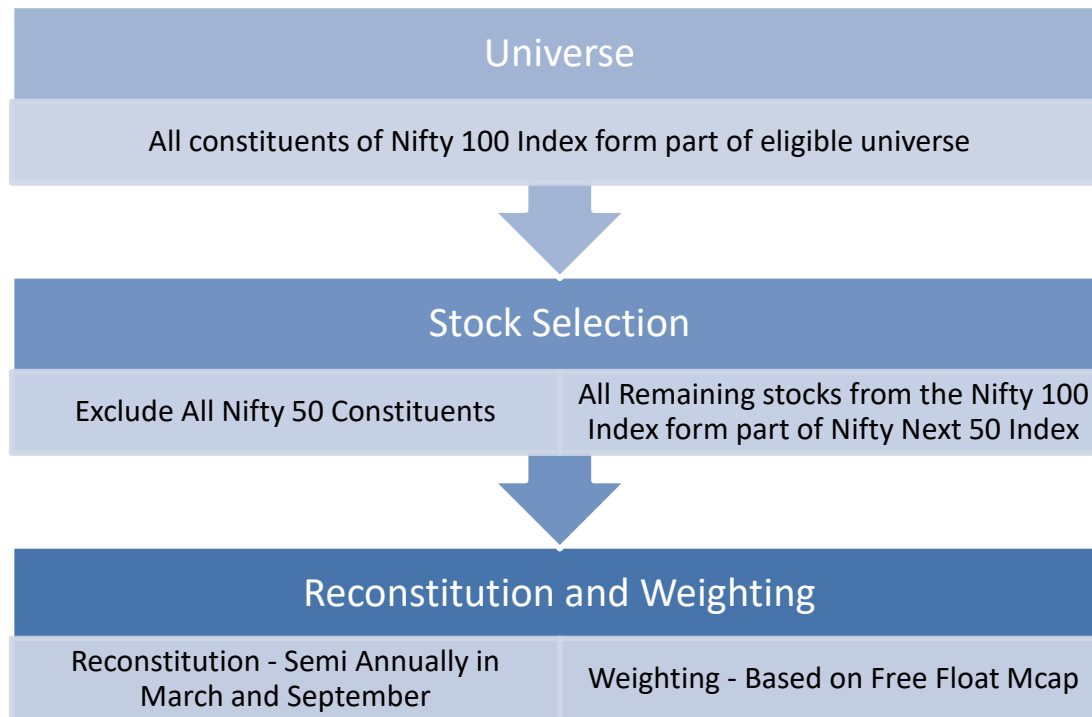 Universe
All constituents of Nifty 100 Index form part of eligible universe
Stock Selection
Exclude All Nifty 50 Constituents
All Remaining stocks from the Nifty 100
Index form part of Nifty Next 50 Index
Reconstitution and Weighting
Reconstitution - Semi Annually in
March and September
Weighting - Based on Free Float Mcap